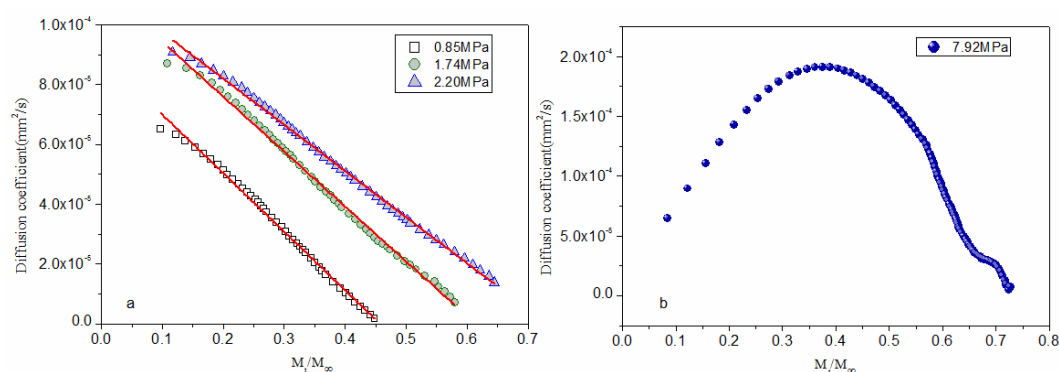 1.0x10⁻⁴
8.0x10⁻⁵
6.0x10⁻⁵
4.0x10⁻⁵
2.0x10⁻⁵
0.0
Diffusion coefficient(mm²/s)
0.85MPa
1.74MPa
2.20MPa
a
0.0 0.1 0.2 0.3 0.4 0.5 0.6 0.7
Mₜ/M∞
2.0x10⁻⁴
1.5x10⁻⁴
1.0x10⁻⁴
5.0x10⁻⁵
0.0
Diffusion coefficient(mm²/s)
7.92MPa
b
0.0 0.1 0.2 0.3 0.4 0.5 0.6 0.7 0.8
Mₜ/M∞